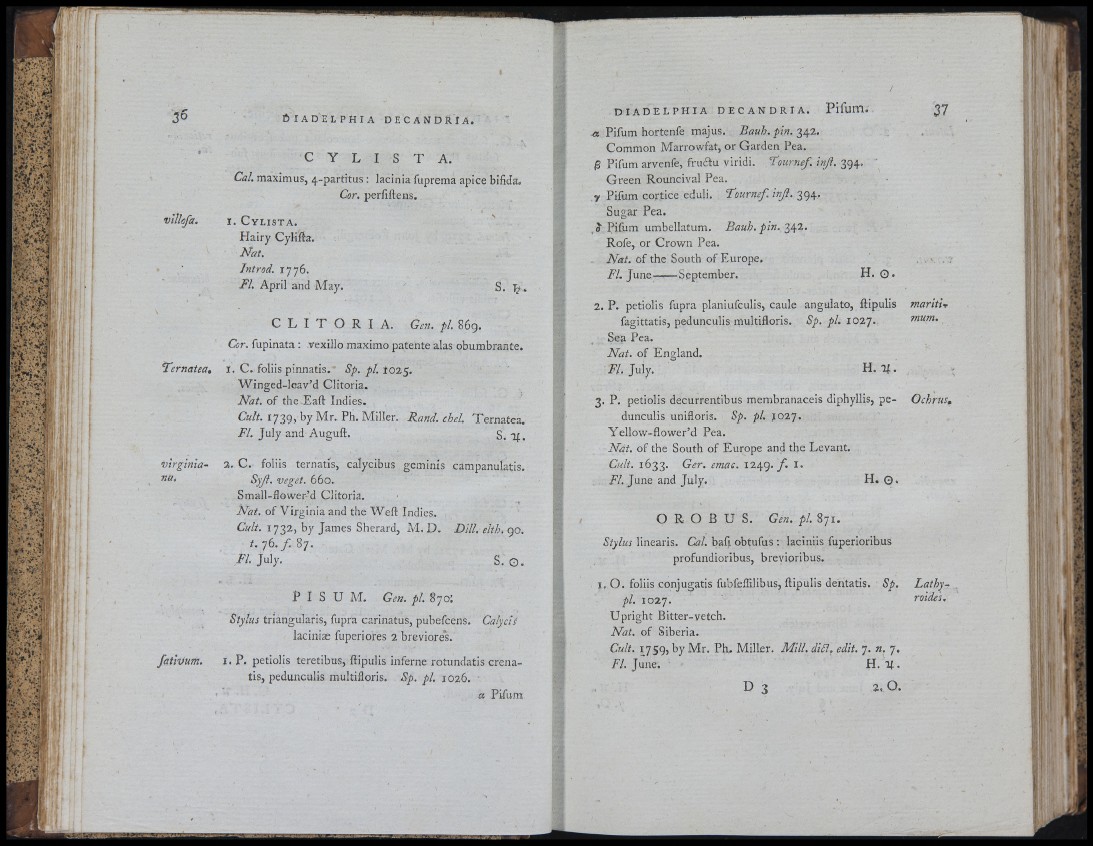 36
DIADELPHIA DECANDRIA.
CYLISTA.
Cal. maximus, 4-partitus : lacinia ſuprema apice bifida.
Cor. perſiſtens.
villoſa. 1. CYLISTA.
Hairy Cyliſta.
Nat.
Introd. 1776.
Fl. April and May. S. ♄.
CLITORIA. Gen. pl. 869.
Cor. ſupinata : vexillo maximo patente alas obumbrante.
Ternatea. 1. C. foliis pinnatis. Sp. pl. 1025.
Winged-leav'd Clitoria.
Nat. of the Eaſt Indies.
Cult. 1739, by Mr. Ph. Miller. Rand. chel. Ternatea.
Fl. July and Auguſt. S. ♃.
virginia- 2. C. foliis ternatis, calycibus geminis campanulatis.
na. Syſt. veget. 660.
Small-flower'd Clitoria.
Nat. of Virginia and the Weſt Indies.
Cult. 1732, by James Sherard, M. D. Dill. elth. 90.
t. 76. f. 87.
Fl. July. S. ☉.
PISUM. Gen. pl. 870.
Stylus triangularis, ſupra carinatus, pubeſcens. Calycis
laciniæ ſuperiores 2 breviores.
ſativum. 1. P. petiolis teretibus, ſtipulis inferne rotundatis crena-
tis, pedunculis multifloris. Sp. pl. 1026.
α Piſum
DIADELPHIA DECANDRIA. Piſum. 37
α Piſum hortenſe majus. Bauh. pin. 342.
Common Marrowfat, or Garden Pea.
β Piſum arvenſe, fructu viridi. Tournef. inſt. 394.
Green Rouncival Pea.
γ Piſum cortice eduli. Tournef. inſt. 394.
Sugar Pea.
δ Piſum umbellatum. Bauh. pin. 342.
Roſe, or Crown Pea.
Nat. of the South of Europe.
Fl. June——September. H. ☉.
2. P. petiolis ſupra planiuſculis, caule angulato, ſtipulis mariti-
ſagittatis, pedunculis multifloris. Sp. pl. 1027. mum.
Sea Pea.
Nat. of England.
Fl. July. H. ♃.
3. P. petiolis decurrentibus membranaceis diphyllis, pe- Ochrus.
dunculis unifloris. Sp. pl. 1027.
Yellow-flower'd Pea.
Nat. of the South of Europe and the Levant.
Cult. 1633. Ger. emac. 1249. f. 1.
Fl. June and July. H. ☉.
OROBUS. Gen. pl. 871.
Stylus linearis. Cal. baſi obtuſus : laciniis ſuperioribus
profundioribus, brevioribus.
1. O. foliis conjugatis ſubſeſſilibus, ſtipulis dentatis. Sp. Lathy-
pl. 1027. roides.
Upright Bitter-vetch.
Nat. of Siberia.
Cult. 1759, by Mr. Ph. Miller. Mill. dict. edit. 7. n. 7.
Fl. June. H. ♃.
D 3 2. O.